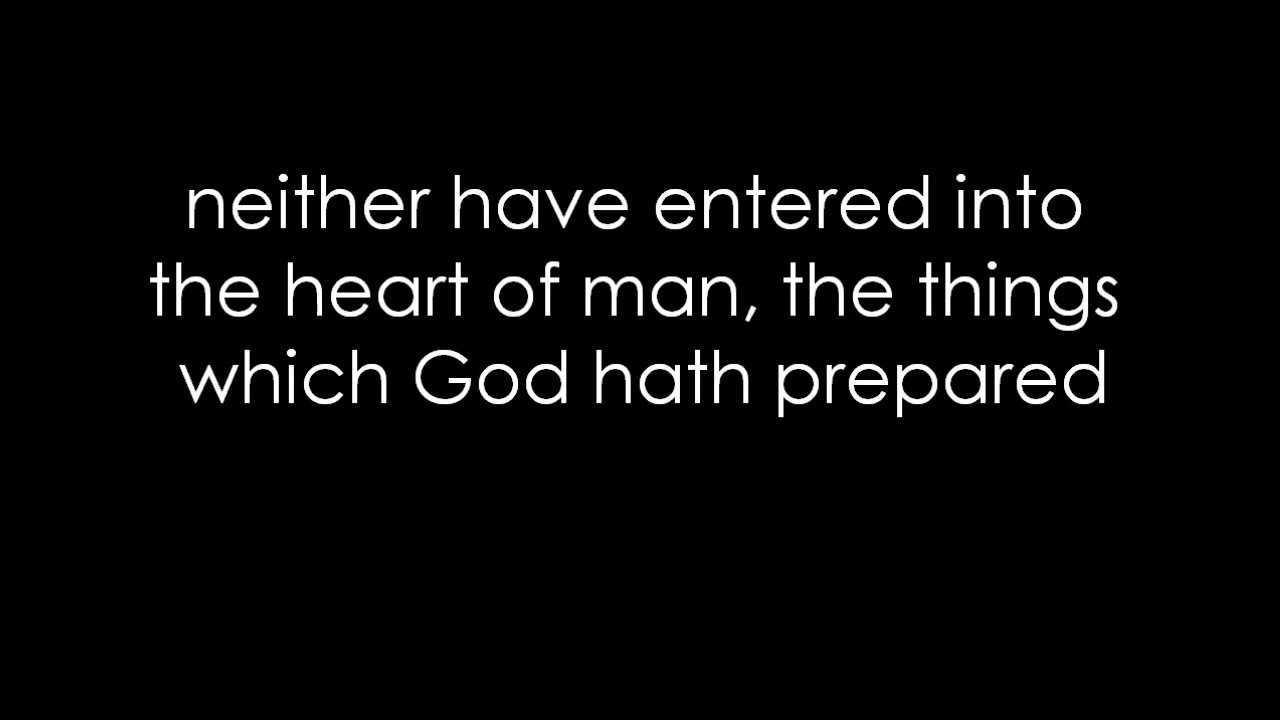 neither have entered into
the heart of man, the things
which God hath prepared